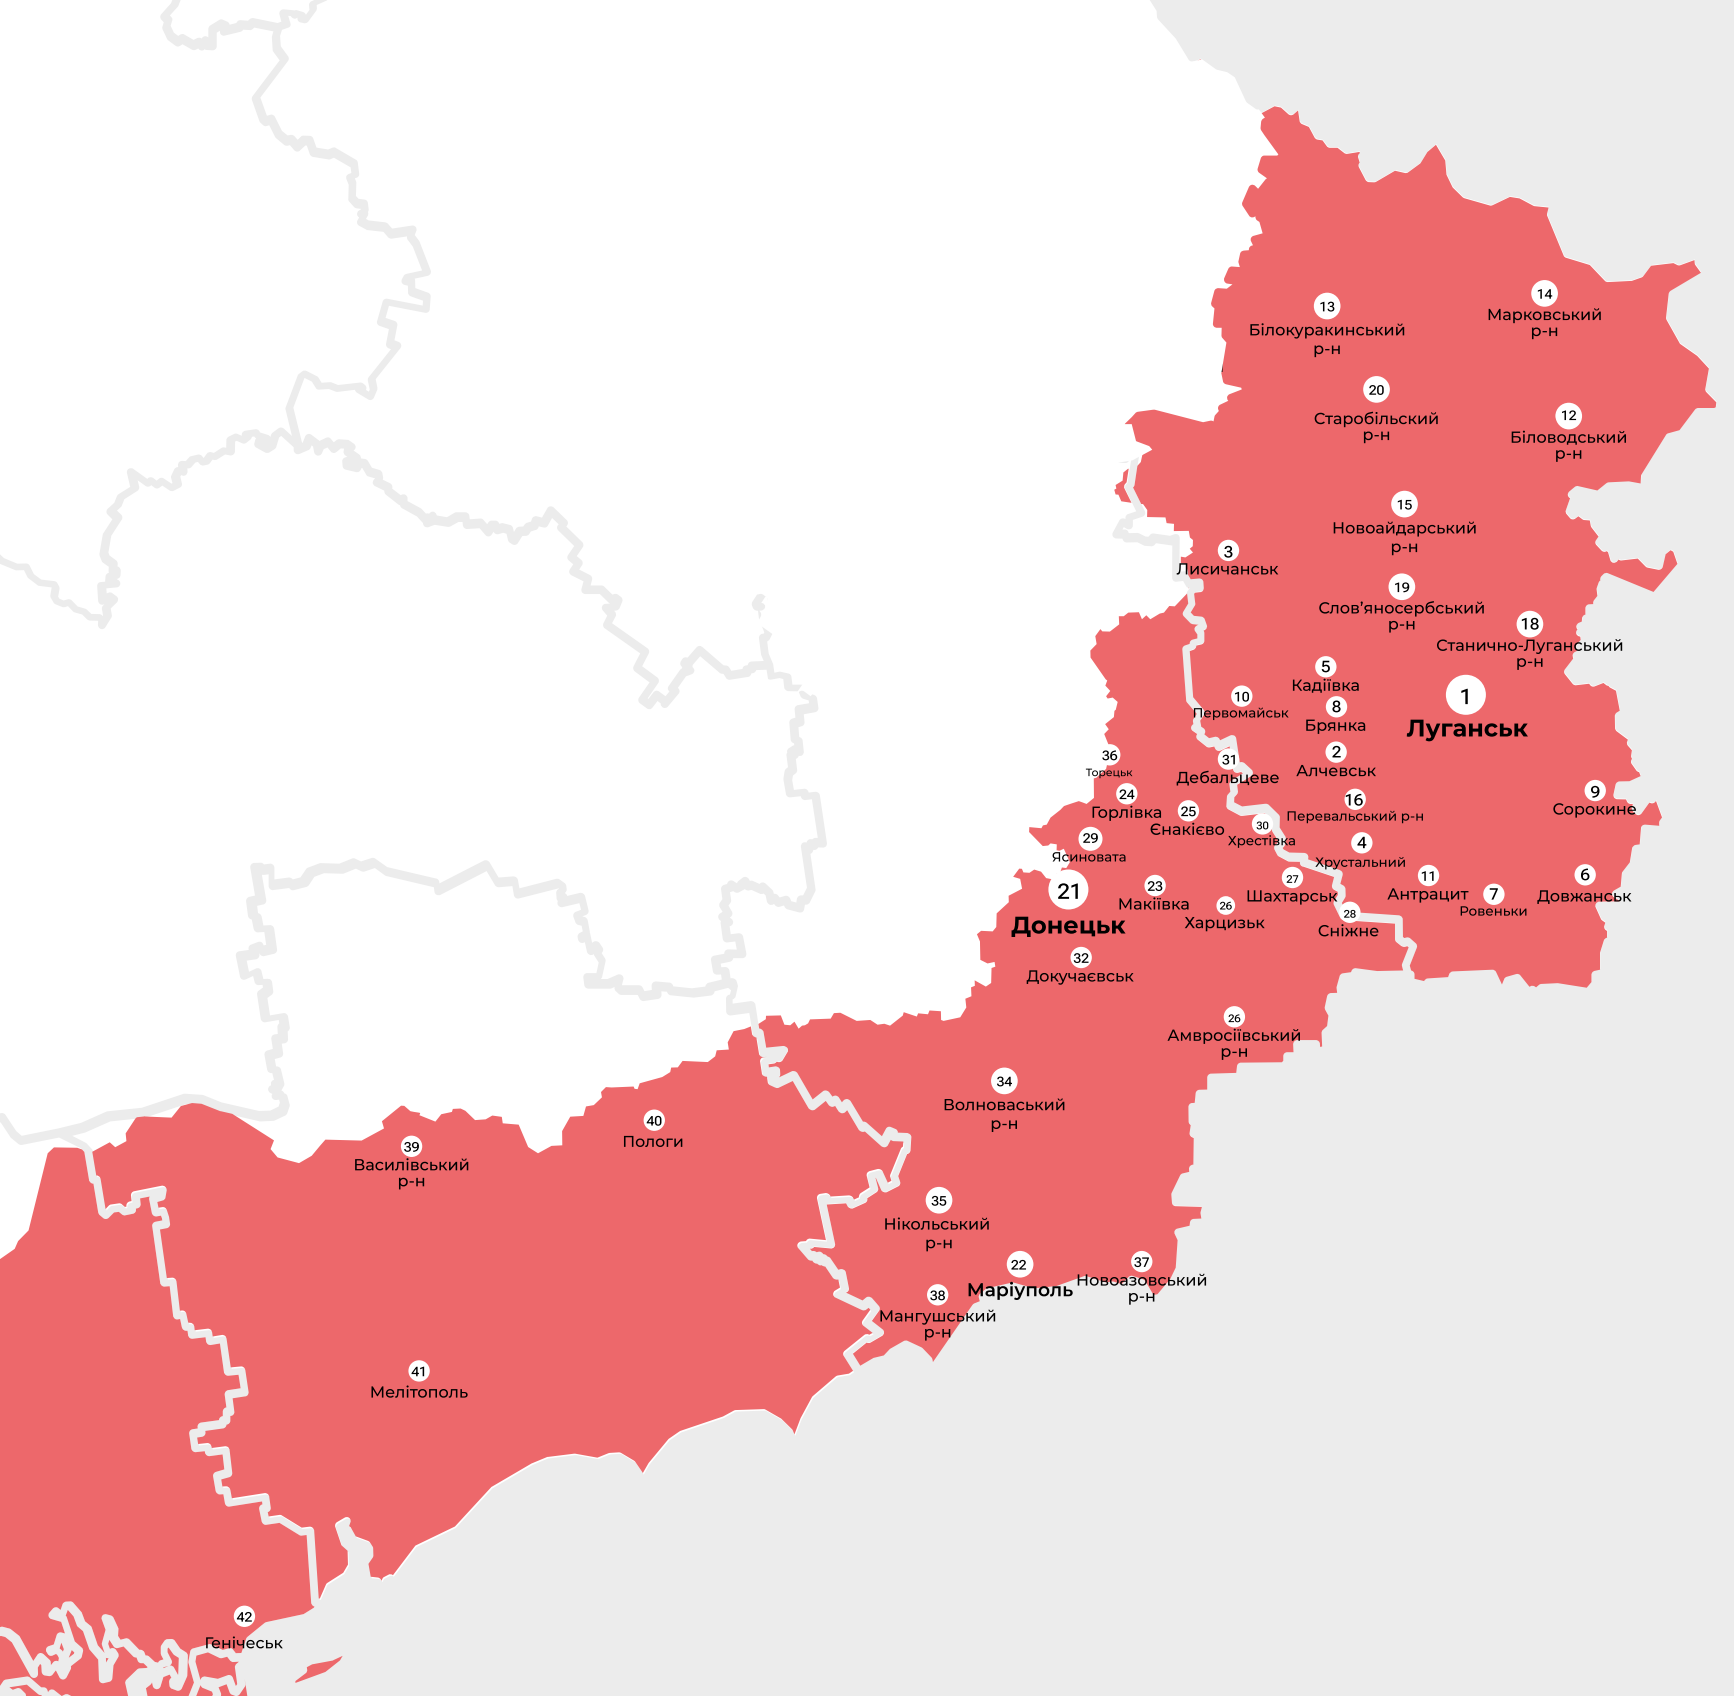 13
Білокуракинський
р-н
14
Марковський
р-н
20
Старобільский
р-н
12
Біловодський
р-н
15
Новоайдарський
р-н
3
Лисичанськ
19
Слов’яносербський
р-н
18
Станично-Луганський
р-н
5
Кадіївка
10
Первомайськ
8
Брянка
1
Луганськ
36
Торецьк
31
Дебальцеве
2
Алчевськ
24
Горлівка
25
Єнакієво
16
Перевальський р-н
9
Сорокине
29
Ясиновата
30
Хрестівка
4
Хрустальний
21
Донецьк
23
Макіївка
26
Харцизьк
27
Шахтарськ
11
Антрацит
7
Ровеньки
6
Довжанськ
28
Сніжне
32
Докучаєвськ
26
Амвросіївський
р-н
34
Волноваський
р-н
40
Пологи
39
Василівський
р-н
35
Нікольський
р-н
22
Маріуполь
37
Новоазовський
р-н
38
Мангушський
р-н
41
Мелітополь
42
Генічеськ